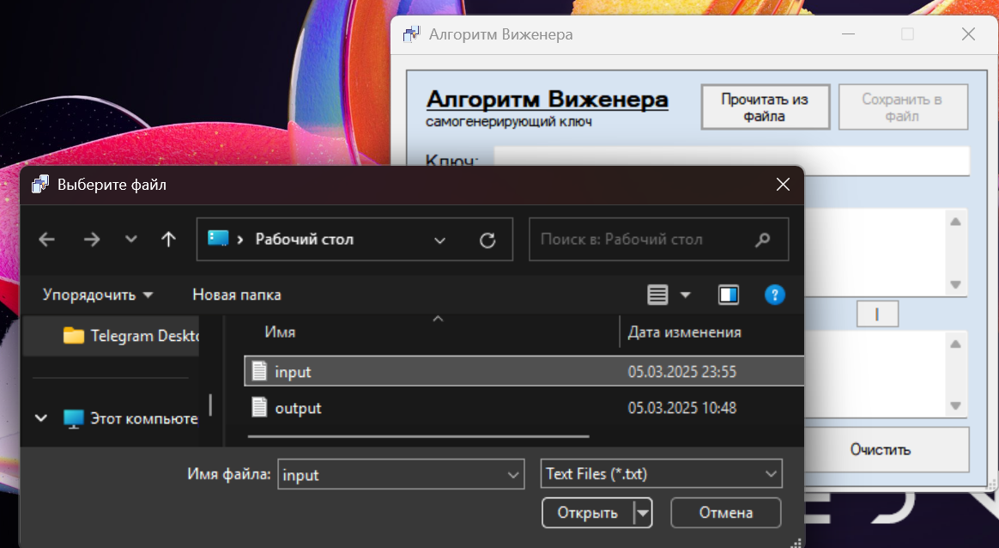 Алгоритм Виженера
Алгоритм Виженера
самогенерирующий ключ
Прочитать из
файла
Сохранить в
файл
Ключ:
Выберите файл
Рабочий стол
Поиск в: Рабочий стол
Упорядочить
Новая папка
Имя
Дата изменения
Telegram Deskto
input
05.03.2025 23:55
output
05.03.2025 10:48
Этот компьюте
Очистить
Имя файла:
input
Text Files (*.txt)
Открыть
Отмена